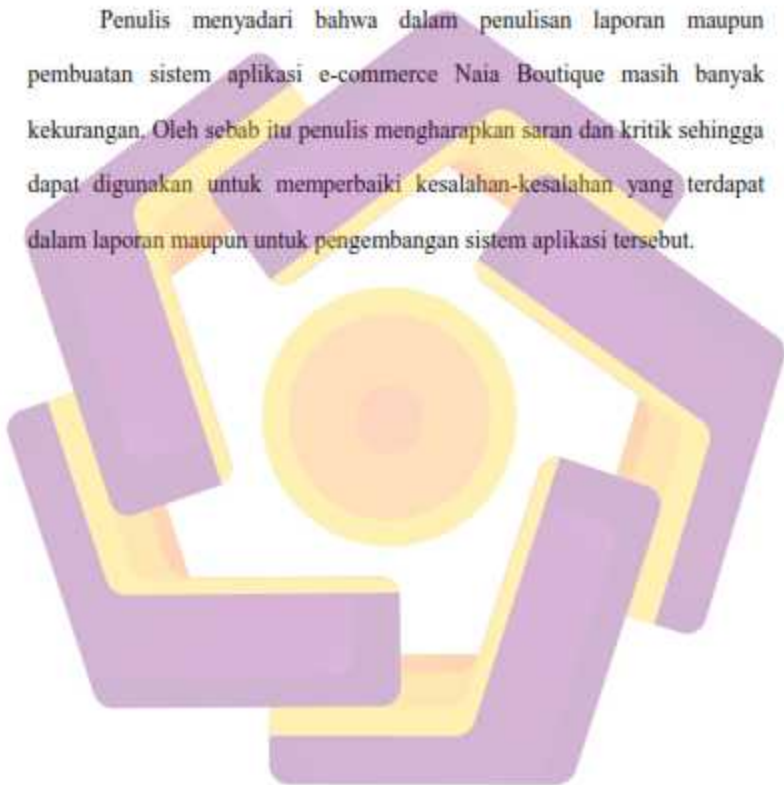 Penulis menyadari bahwa dalam penulisan laporan maupun
pembuatan sistem aplikasi e-commerce Naia Boutique masih banyak
kekurangan. Oleh sebab itu penulis mengharapkan saran dan kritik sehingga
dapat digunakan untuk memperbaiki kesalahan-kesalahan yang terdapat
dalam laporan maupun untuk pengembangan sistem aplikasi tersebut.